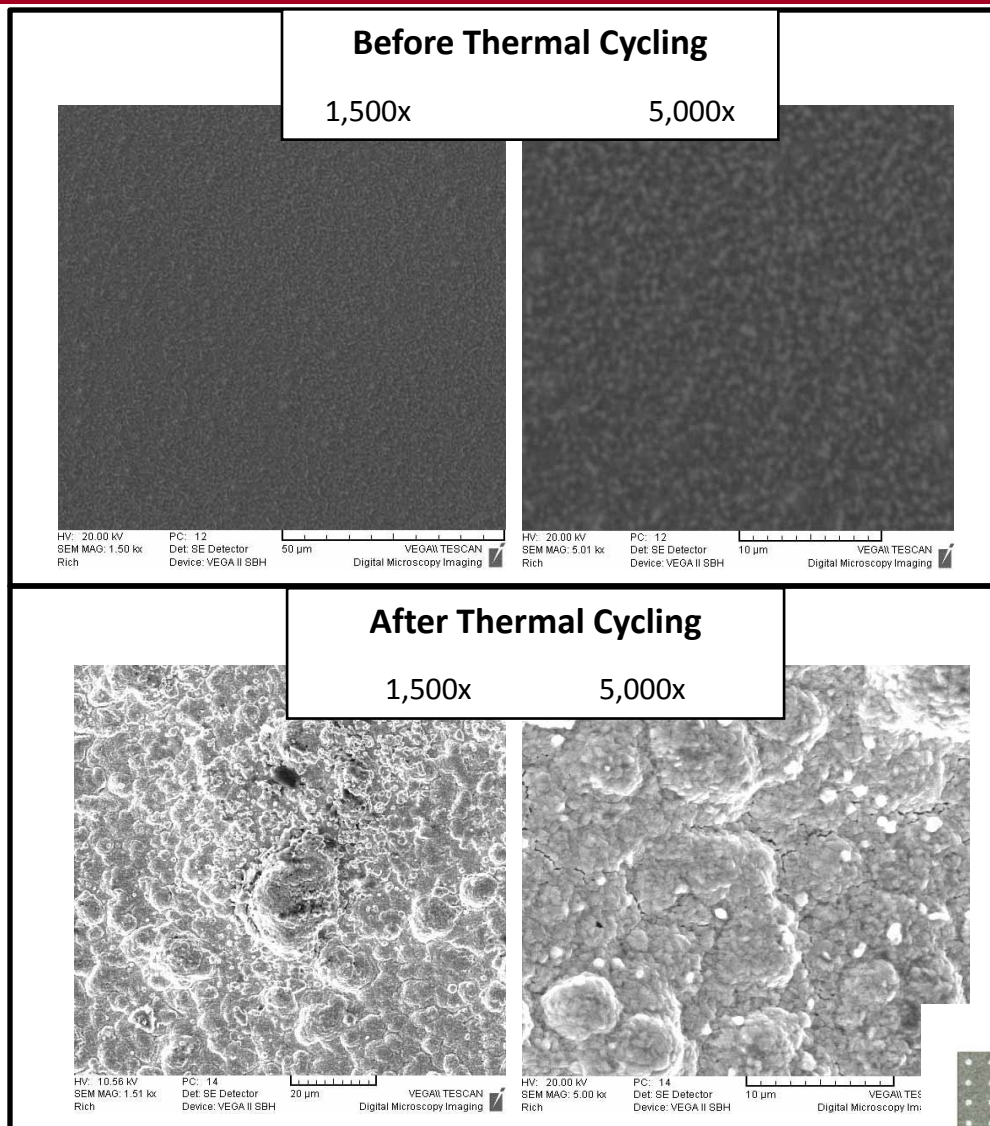 Before Thermal Cycling
1,500x 5,000x
HV: 20.00 kV PC: 12
SEM MAG: 1.50 kx Det: SE Detector 50 µm VEGA\\ TESCAN
Rich Device: VEGA II SBH Digital Microscopy Imaging
HV: 20.00 kV PC: 12
SEM MAG: 5.01 kx Det: SE Detector 10 µm VEGA\\ TESCAN
Rich Device: VEGA II SBH Digital Microscopy Imaging
After Thermal Cycling
1,500x 5,000x
HV: 10.56 kV PC: 14
SEM MAG: 1.51 kx Det: SE Detector 20 µm VEGA\\ TESCAN
Rich Device: VEGA II SBH Digital Microscopy Imaging
HV: 20.00 kV PC: 14
SEM MAG: 5.00 kx Det: SE Detector 10 µm VEGA\\ TES
Rich Device: VEGA II SBH Digital Microscopy Im